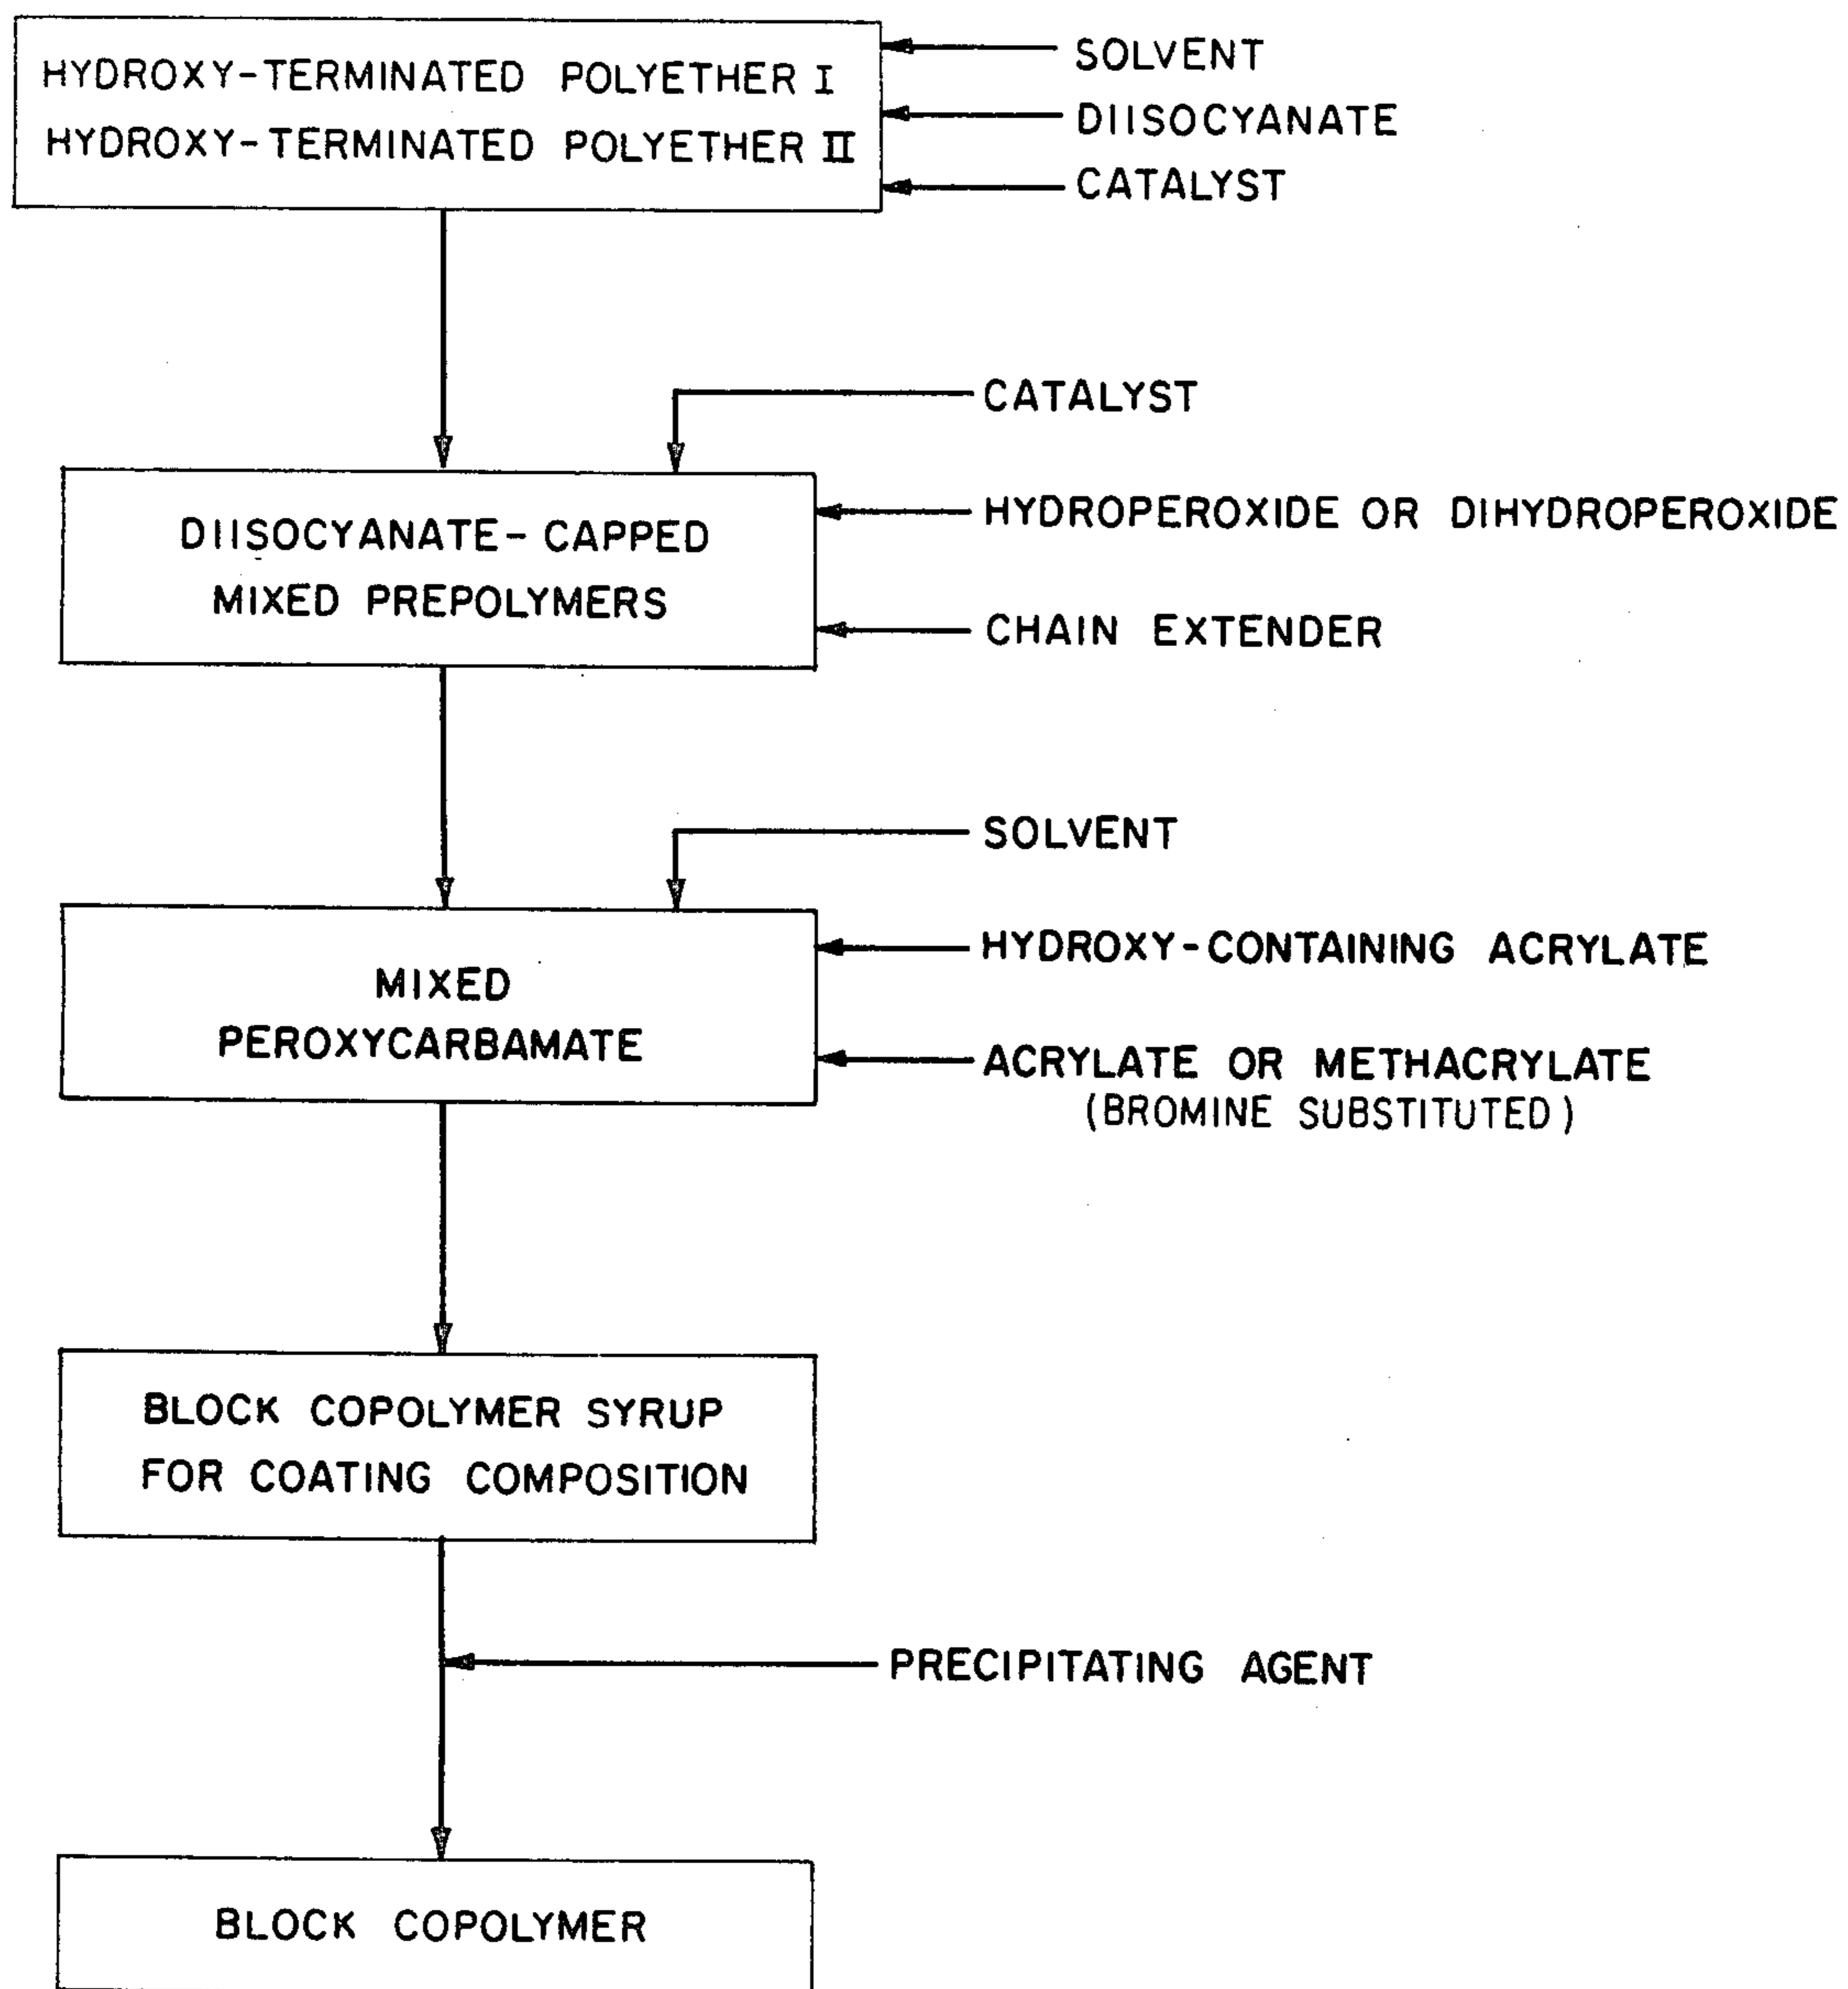 HYDROXY-TERMINATED POLYETHER I
HYDROXY-TERMINATED POLYETHER II
SOLVENT
DIISOCYANATE
CATALYST
CATALYST
DIISOCYANATE-CAPPED
MIXED PREPOLYMERS
HYDROPEROXIDE OR DIHYDROPEROXIDE
CHAIN EXTENDER
SOLVENT
MIXED
PEROXYCARBAMATE
HYDROXY-CONTAINING ACRYLATE
ACRYLATE OR METHACRYLATE
(BROMINE SUBSTITUTED)
BLOCK COPOLYMER SYRUP
FOR COATING COMPOSITION
PRECIPITATING AGENT
BLOCK COPOLYMER